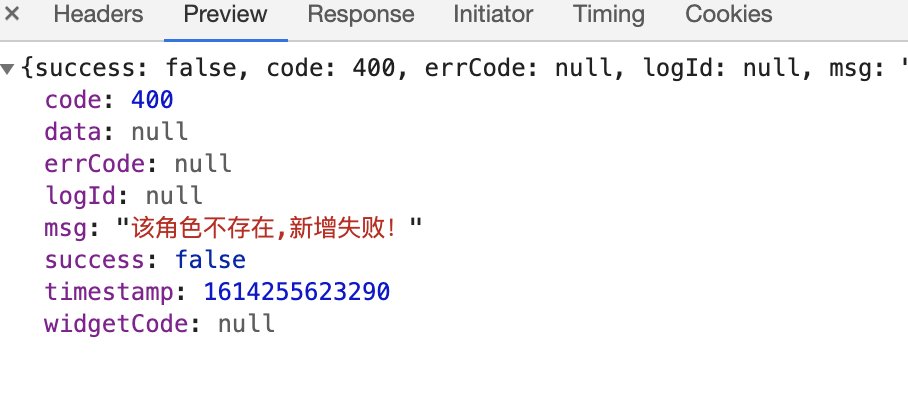 × Headers Preview Response Initiator Timing Cookies
▼{success: false, code: 400, errCode: null, logId: null, msg: "
code: 400
data: null
errCode: null
logId: null
msg: "该角色不存在,新增失败！"
success: false
timestamp: 1614255623290
widgetCode: null